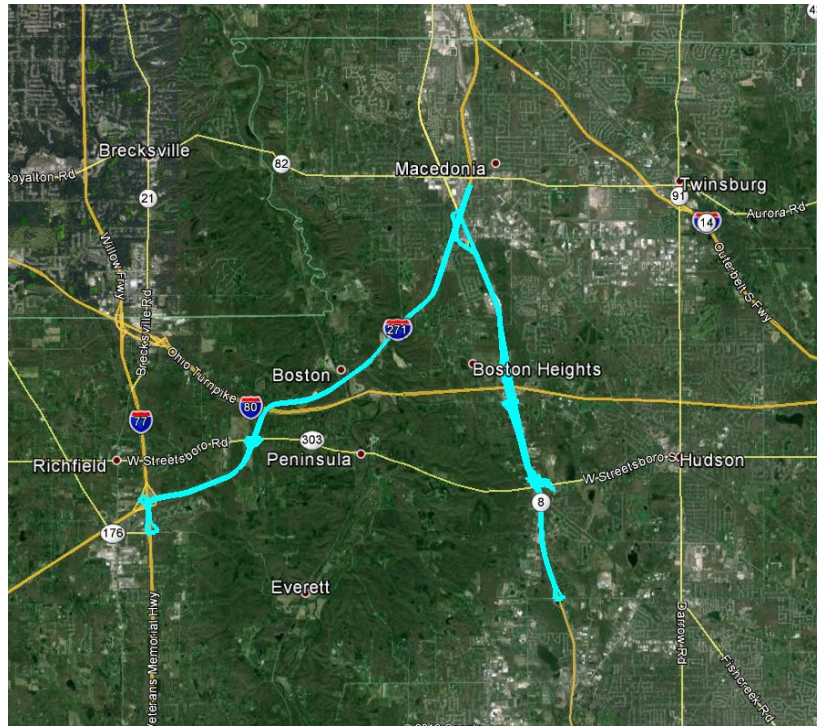 43
Brecksville
82
Macedonia
Royalton Rd
Twinsburg
91
21
14
Aurora Rd
Willow Frwy
Outerbelt S Fwy
Brecksville Rd
271
Ohio Turnpike
Boston
Boston Heights
80
77
303
W Streetsboro Rd
Richfield
Peninsula
W Streetsboro S
Hudson
8
176
Everett
Veterans Memorial Hwy
Darrow Rd
Fishcreek Rd